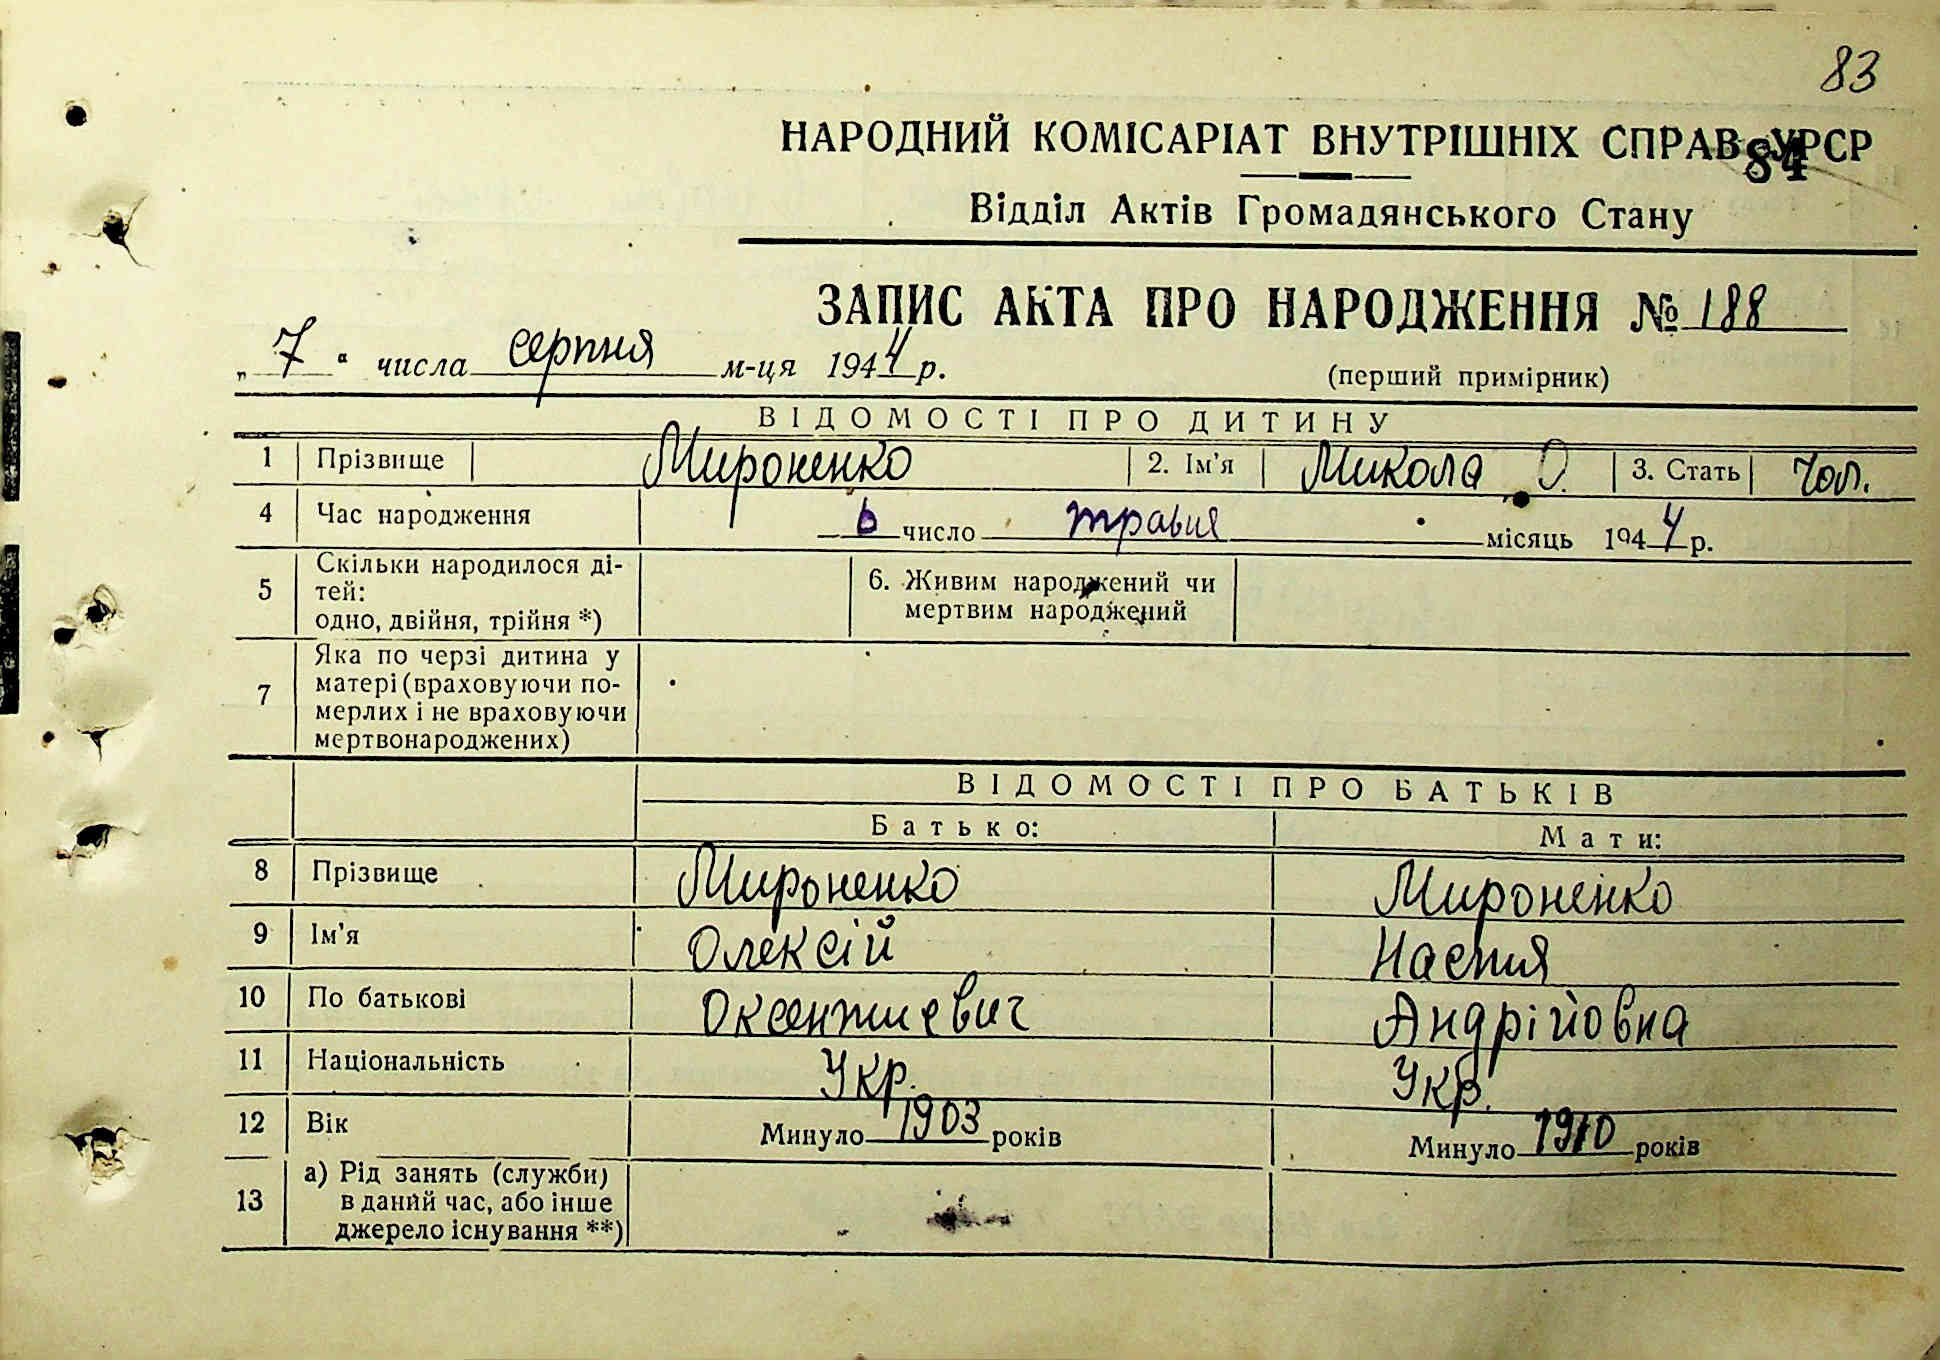 83
НАРОДНИЙ КОМІСАРІАТ ВНУТРІШНІХ СПРАВ УРСР
84
Відділ Актів Громадянського Стану
ЗАПИС АКТА ПРО НАРОДЖЕННЯ № 188
„ 7 “ числа серпня м-ця 1944 р.
(перший примірник)
ВІДОМОСТІ ПРО ДИТИНУ
1 Прізвище Мироненко 2. Ім'я Микола О. 3. Стать Чол.
4 Час народження 6 число травня місяць 1944 р.
5 Скільки народилося ді-
тей:
одно, двійня, трійня *)
6. Живим народжений чи
мертвим народжений
7 Яка по черзі дитина у
матері (враховуючи по-
мерлих і не враховуючи
мертвонароджених)
ВІДОМОСТІ ПРО БАТЬКІВ
Батько: Мати:
8 Прізвище Мироненко Мироненко
9 Ім'я Олексій Настя
10 По батькові Оксентиевич Андрійовна
11 Національність Укр. Укр.
12 Вік Минуло 1903 років Минуло 1910 років
13 а) Рід занять (служби)
в даний час, або інше
джерело існування **)